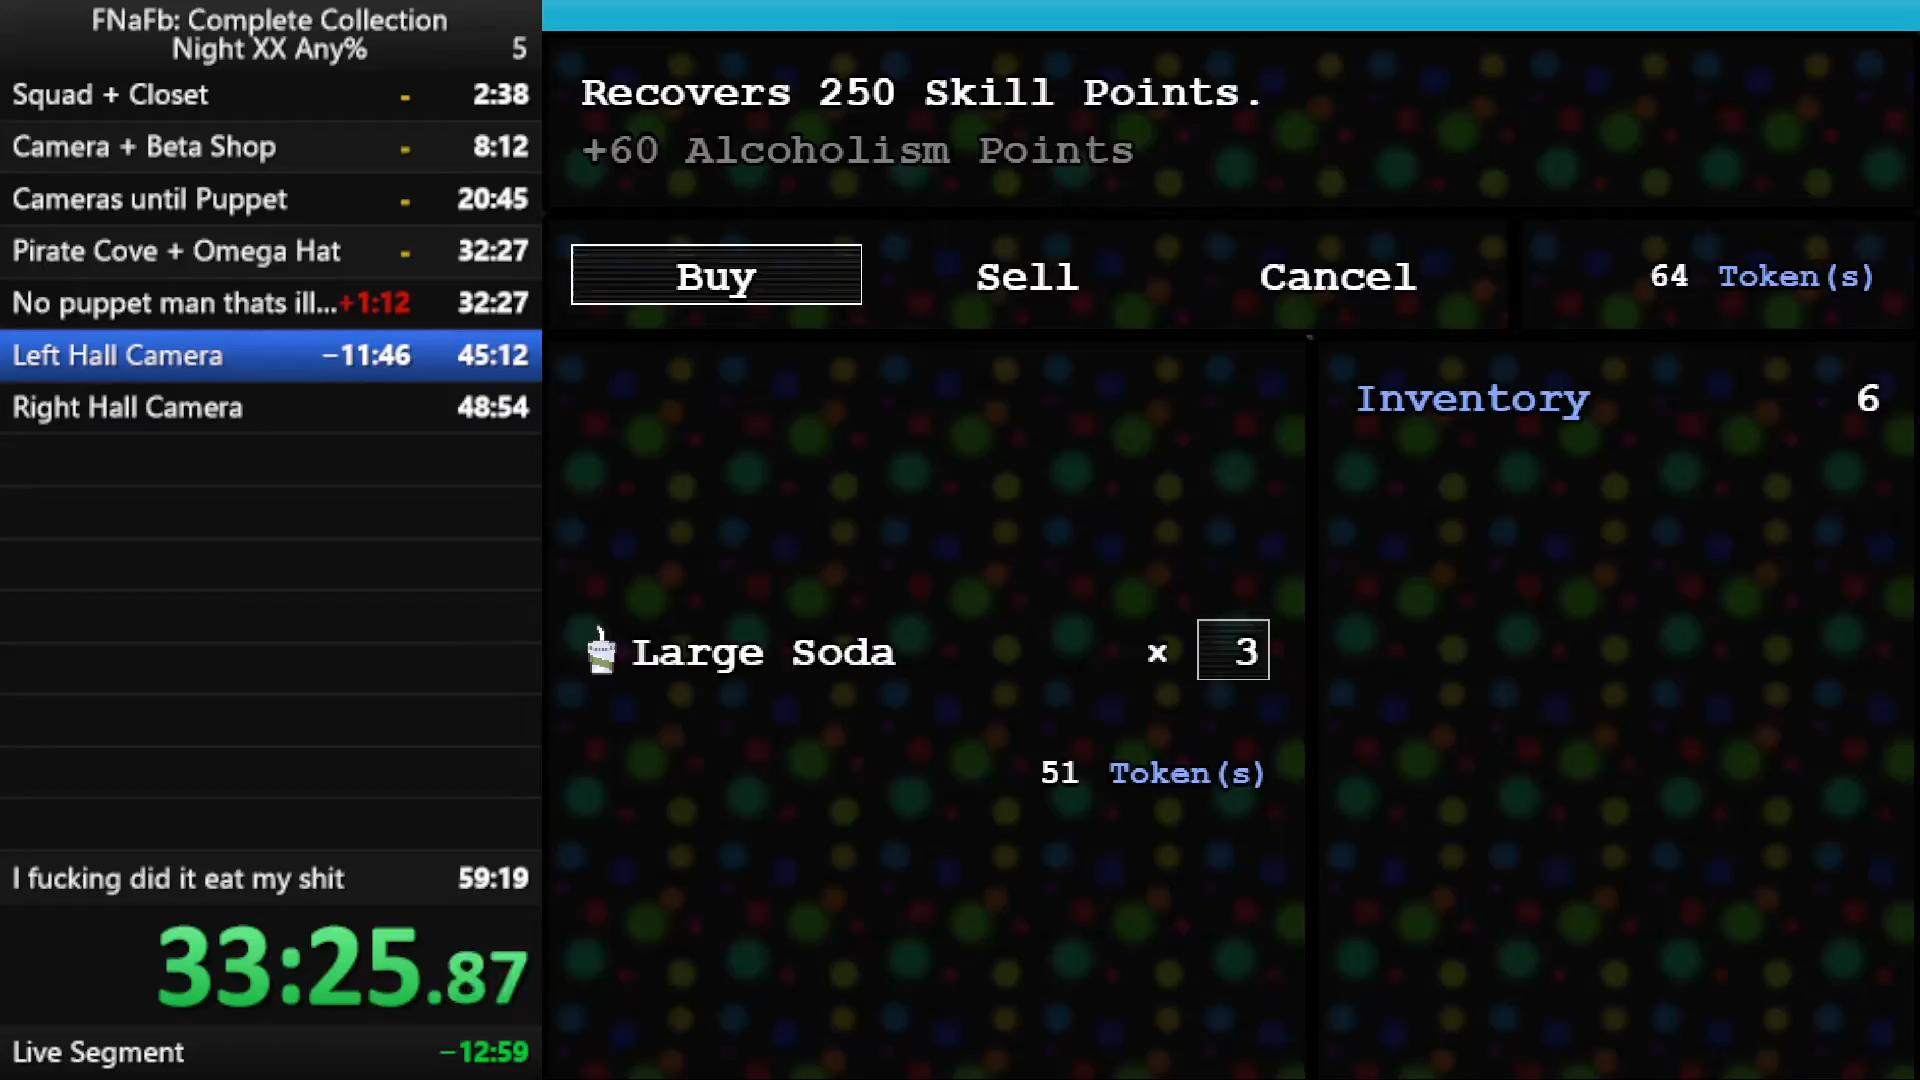 FNaFb: Complete Collection
Night XX Any% 5
Squad + Closet - 2:38
Camera + Beta Shop - 8:12
Cameras until Puppet - 20:45
Pirate Cove + Omega Hat - 32:27
No puppet man thats ill... +1:12 32:27
Left Hall Camera −11:46 45:12
Right Hall Camera 48:54
I fucking did it eat my shit 59:19
33:25.87
Live Segment −12:59
Recovers 250 Skill Points.
+60 Alcoholism Points
Buy Sell Cancel 64 Token(s)
Inventory 6
Large Soda × 3
51 Token(s)